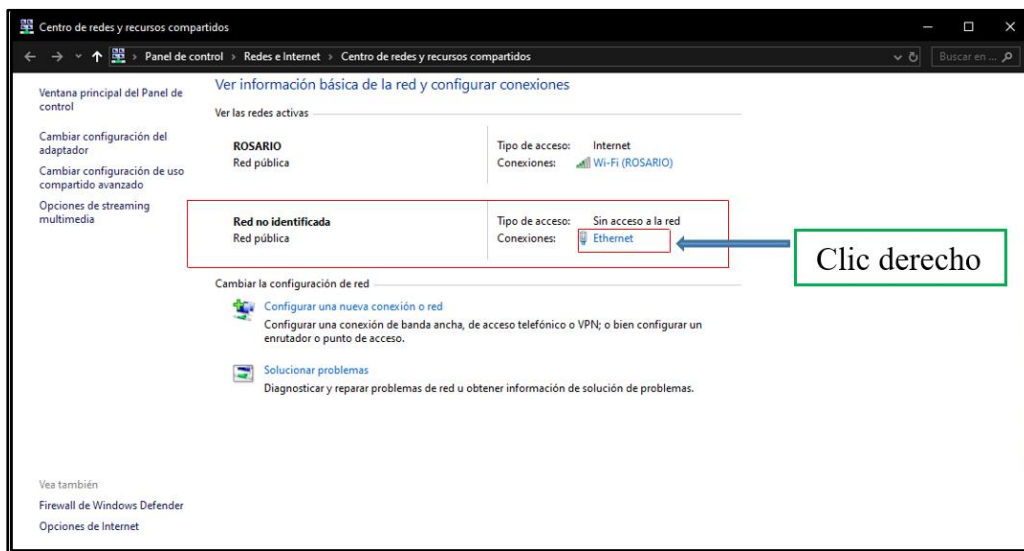 Centro de redes y recursos compartidos
Panel de control > Redes e Internet > Centro de redes y recursos compartidos
Buscar en ...
Ventana principal del Panel de
control
Cambiar configuración del
adaptador
Cambiar configuración de uso
compartido avanzado
Opciones de streaming
multimedia
Ver información básica de la red y configurar conexiones
Ver las redes activas
ROSARIO
Red pública
Tipo de acceso: Internet
Conexiones: Wi-Fi (ROSARIO)
Red no identificada
Red pública
Tipo de acceso: Sin acceso a la red
Conexiones: Ethernet
Clic derecho
Cambiar la configuración de red
Configurar una nueva conexión o red
Configurar una conexión de banda ancha, de acceso telefónico o VPN; o bien configurar un
enrutador o punto de acceso.
Solucionar problemas
Diagnosticar y reparar problemas de red u obtener información de solución de problemas.
Vea también
Firewall de Windows Defender
Opciones de Internet